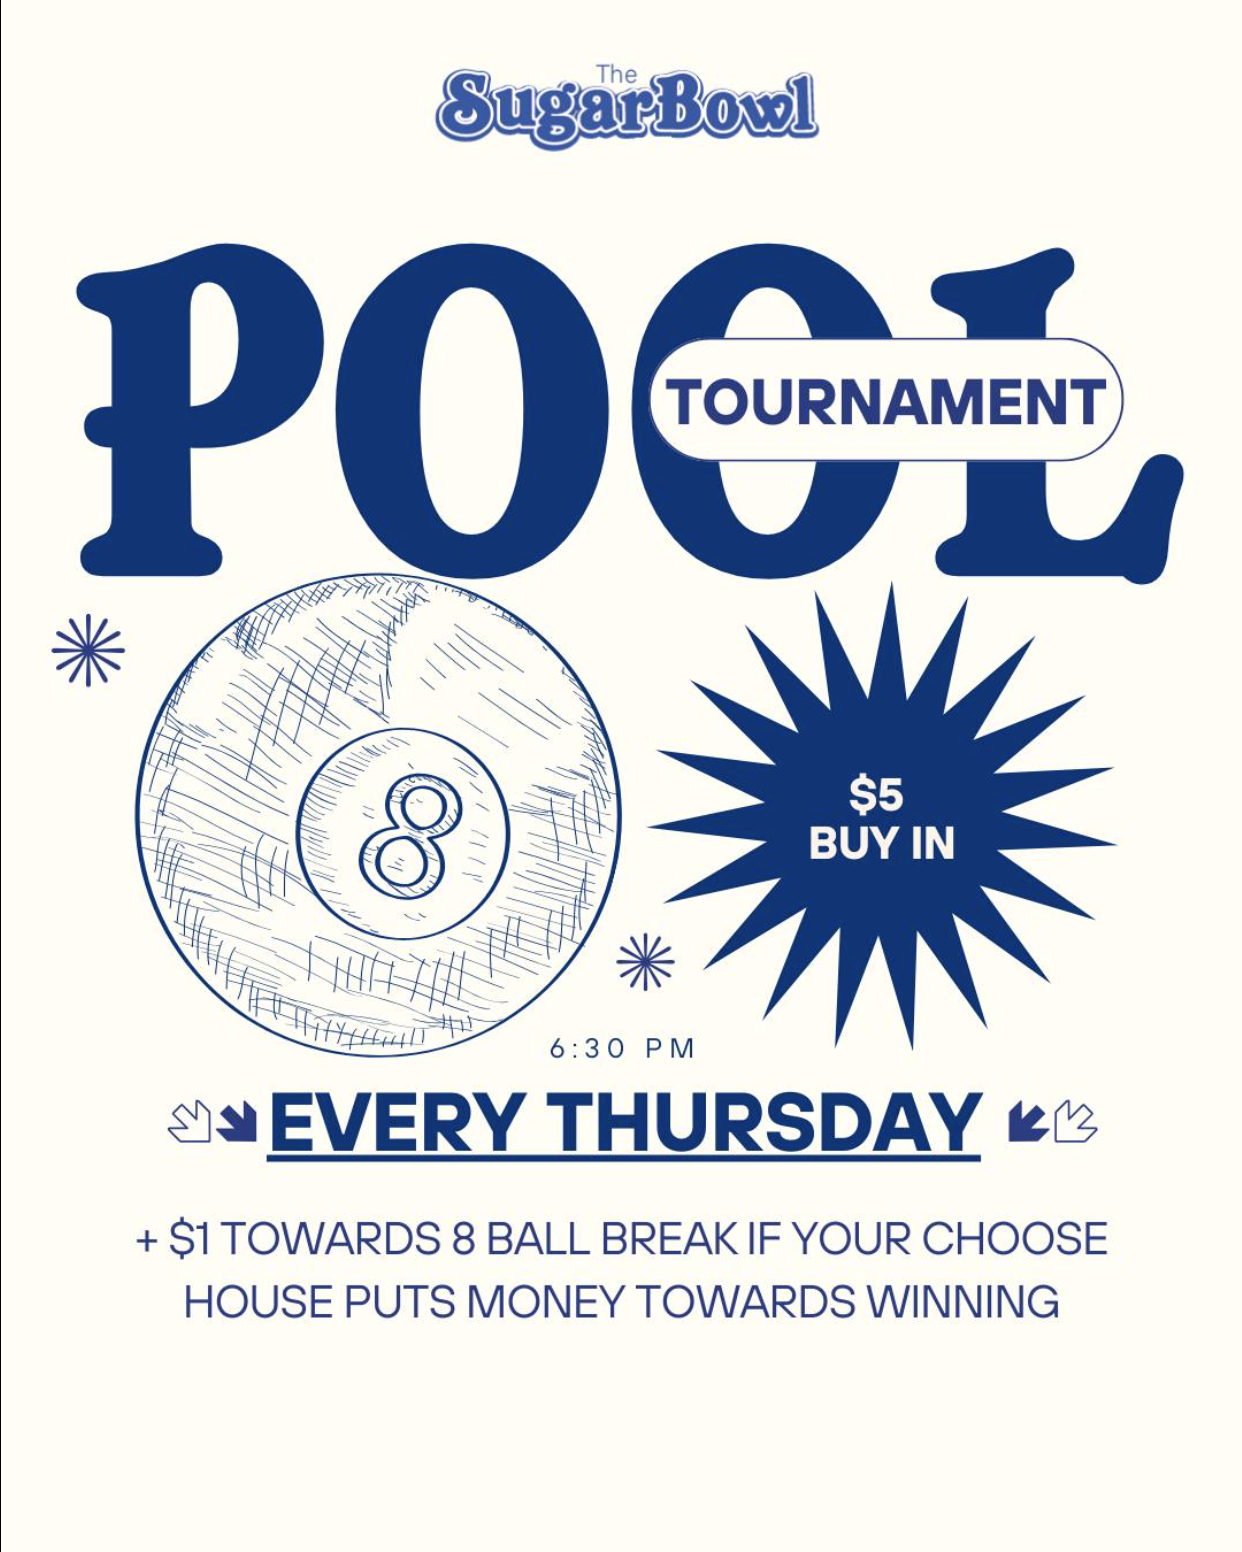 The
SugarBowl
POOL
TOURNAMENT
8
$5
BUY IN
6:30 PM
EVERY THURSDAY
+ $1 TOWARDS 8 BALL BREAK IF YOUR CHOOSE
HOUSE PUTS MONEY TOWARDS WINNING